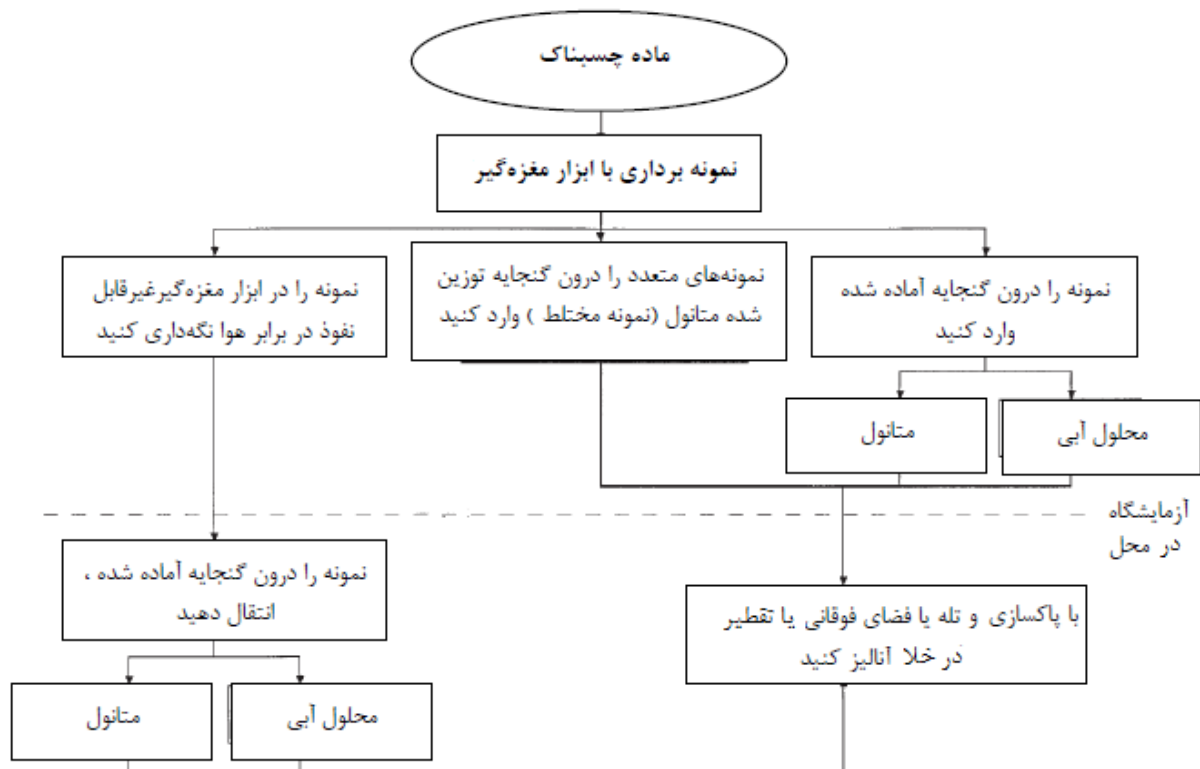 ماده چسبناک
نمونه برداری با ابزار مغزه‌گیر
نمونه را درون گنجایه آماده شده
وارد کنید
نمونه‌های متعدد را درون گنجایه توزین
شده متانول (نمونه مختلط ) وارد کنید
نمونه را در ابزار مغزه‌گیرغیرقابل
نفوذ در برابر هوا نگه‌داری کنید
محلول آبی
متانول
آزمایشگاه
در محل
نمونه را درون گنجایه آماده شده ،
انتقال دهید
با پاکسازی و تله یا فضای فوقانی یا تقطیر
در خلا آنالیز کنید
محلول آبی
متانول